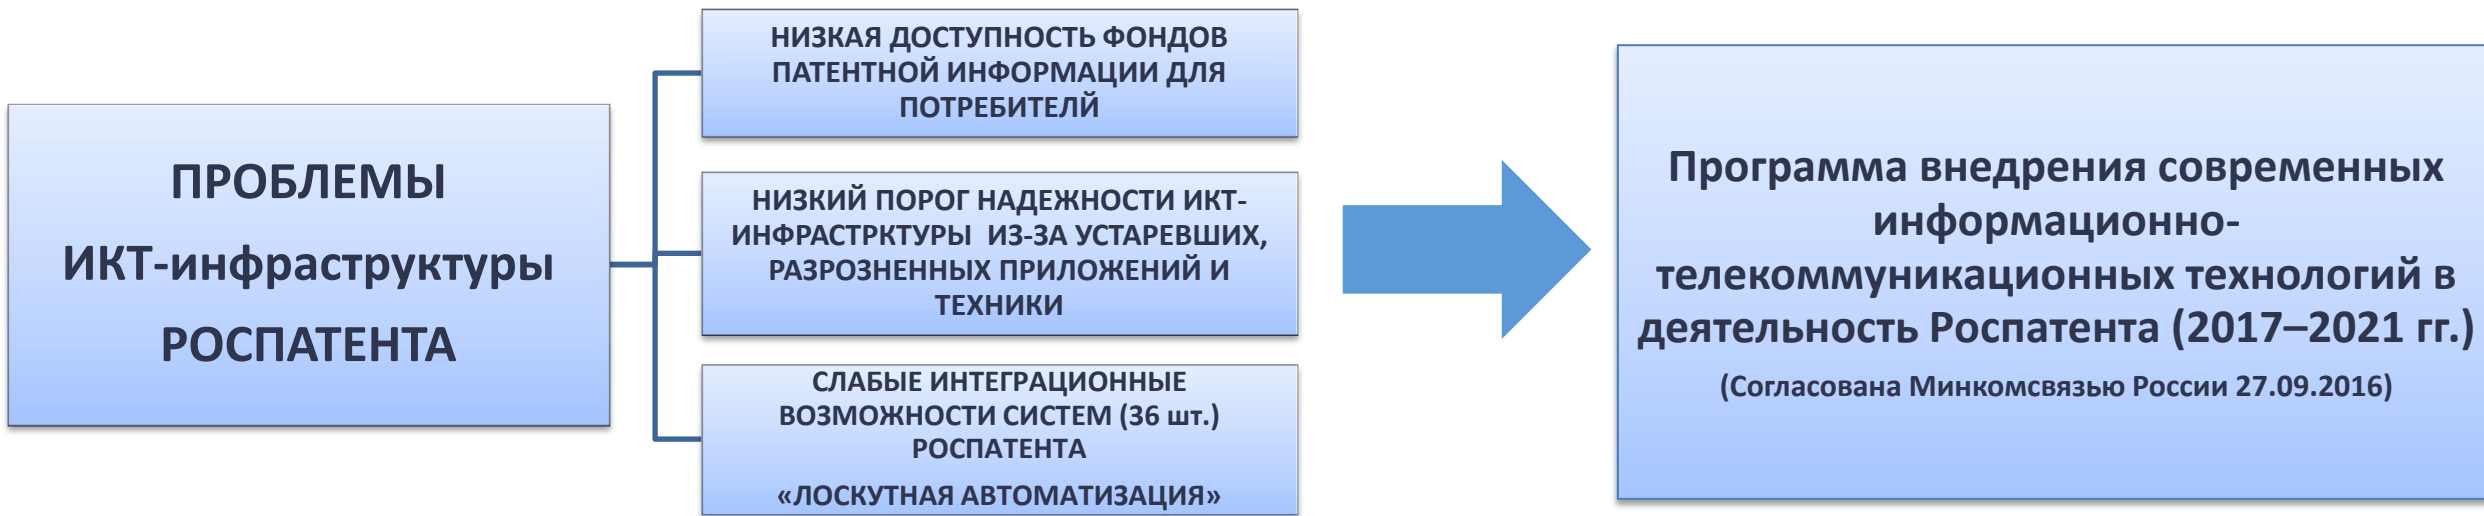 ПРОБЛЕМЫ
ИКТ-инфраструктуры
РОСПАТЕНТА
НИЗКАЯ ДОСТУПНОСТЬ ФОНДОВ
ПАТЕНТНОЙ ИНФОРМАЦИИ ДЛЯ
ПОТРЕБИТЕЛЙ
НИЗКИЙ ПОРОГ НАДЕЖНОСТИ ИКТ-
ИНФРАСТРКТУРЫ ИЗ-ЗА УСТАРЕВШИХ,
РАЗРОЗНЕННЫХ ПРИЛОЖЕНИЙ И
ТЕХНИКИ
СЛАБЫЕ ИНТЕГРАЦИОННЫЕ
ВОЗМОЖНОСТИ СИСТЕМ (36 шт.)
РОСПАТЕНТА
«ЛОСКУТНАЯ АВТОМАТИЗАЦИЯ»
Программа внедрения современных
информационно-
телекоммуникационных технологий в
деятельность Роспатента (2017–2021 гг.)
(Согласована Минкомсвязью России 27.09.2016)